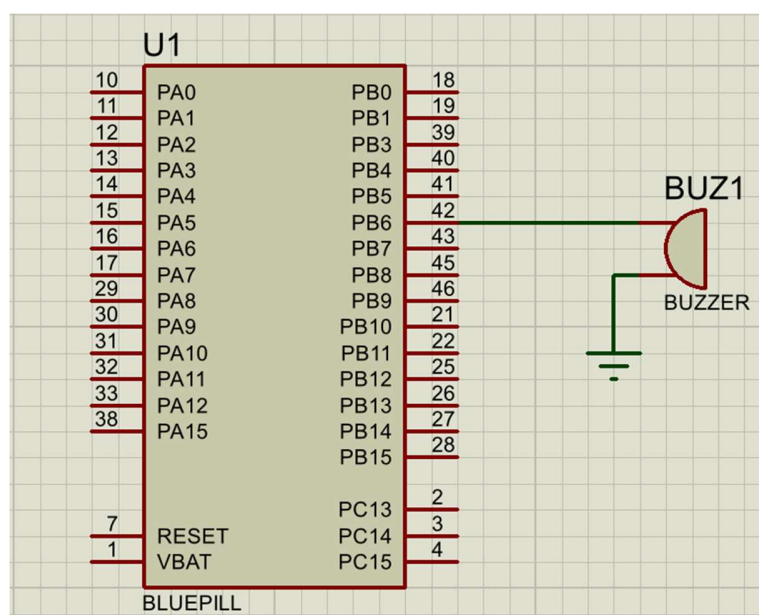 U1
10 PA0 PB0 18
11 PA1 PB1 19
12 PA2 PB3 39
13 PA3 PB4 40
14 PA4 PB5 41
15 PA5 PB6 42
16 PA6 PB7 43
17 PA7 PB8 45
29 PA8 PB9 46
30 PA9 PB10 21
31 PA10 PB11 22
32 PA11 PB12 25
33 PA12 PB13 26
38 PA15 PB14 27
PB15 28
PC13 2
7 RESET PC14 3
1 VBAT PC15 4
BLUEPILL
BUZ1
BUZZER